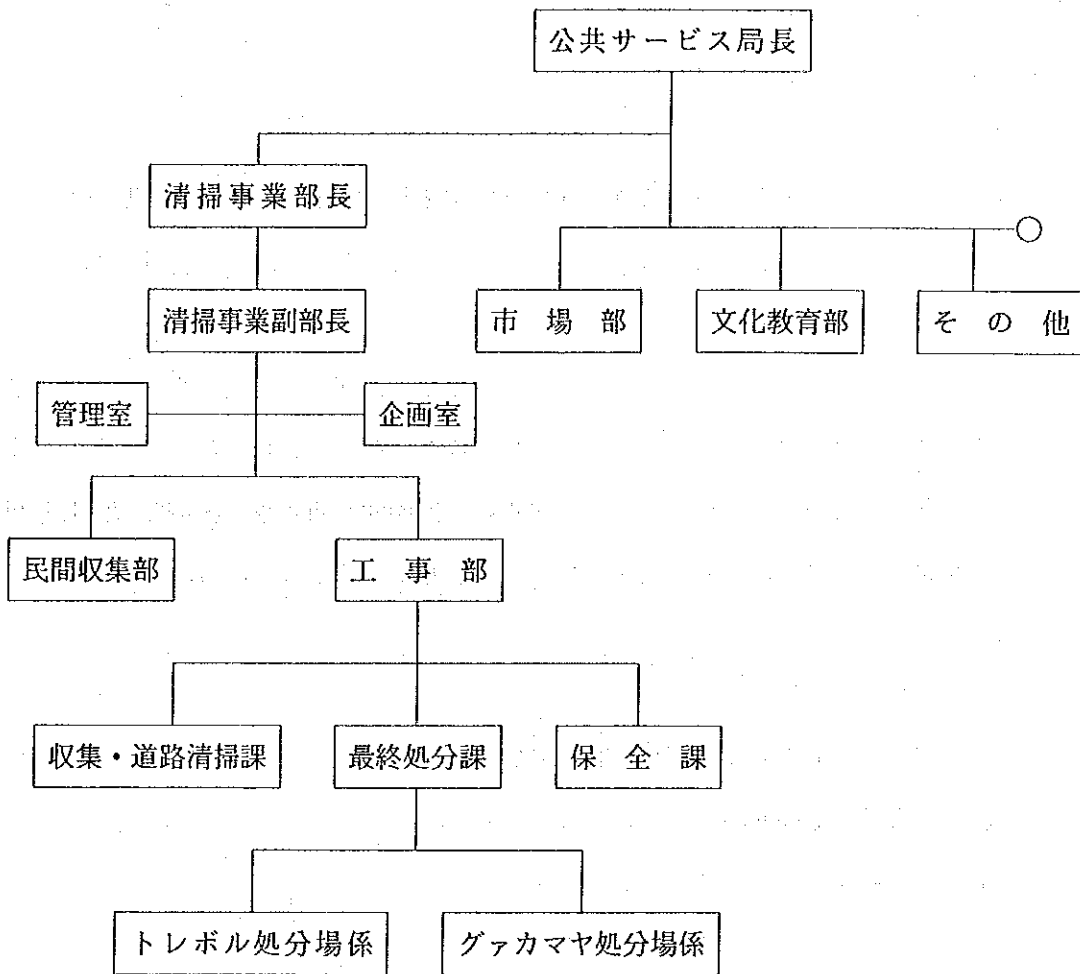 公共サービス局長
清掃事業部長
清掃事業副部長
市場部
文化教育部
その他
管理室
企画室
民間収集部
工事部
収集・道路清掃課
最終処分課
保全課
トレボル処分場係
グァカマヤ処分場係